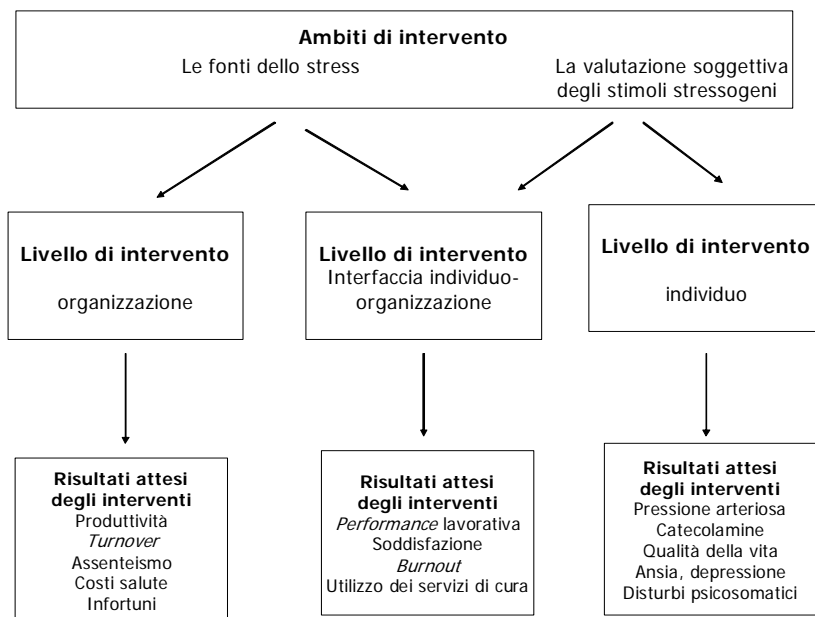 Ambiti di intervento
Le fonti dello stress
La valutazione soggettiva
degli stimoli stressogeni
Livello di intervento
organizzazione
Livello di intervento
Interfaccia individuo-
organizzazione
Livello di intervento
individuo
Risultati attesi
degli interventi
Produttività
Turnover
Assenteismo
Costi salute
Infortuni
Risultati attesi
degli interventi
Performance lavorativa
Soddisfazione
Burnout
Utilizzo dei servizi di cura
Risultati attesi
degli interventi
Pressione arteriosa
Catecolamine
Qualità della vita
Ansia, depressione
Disturbi psicosomatici